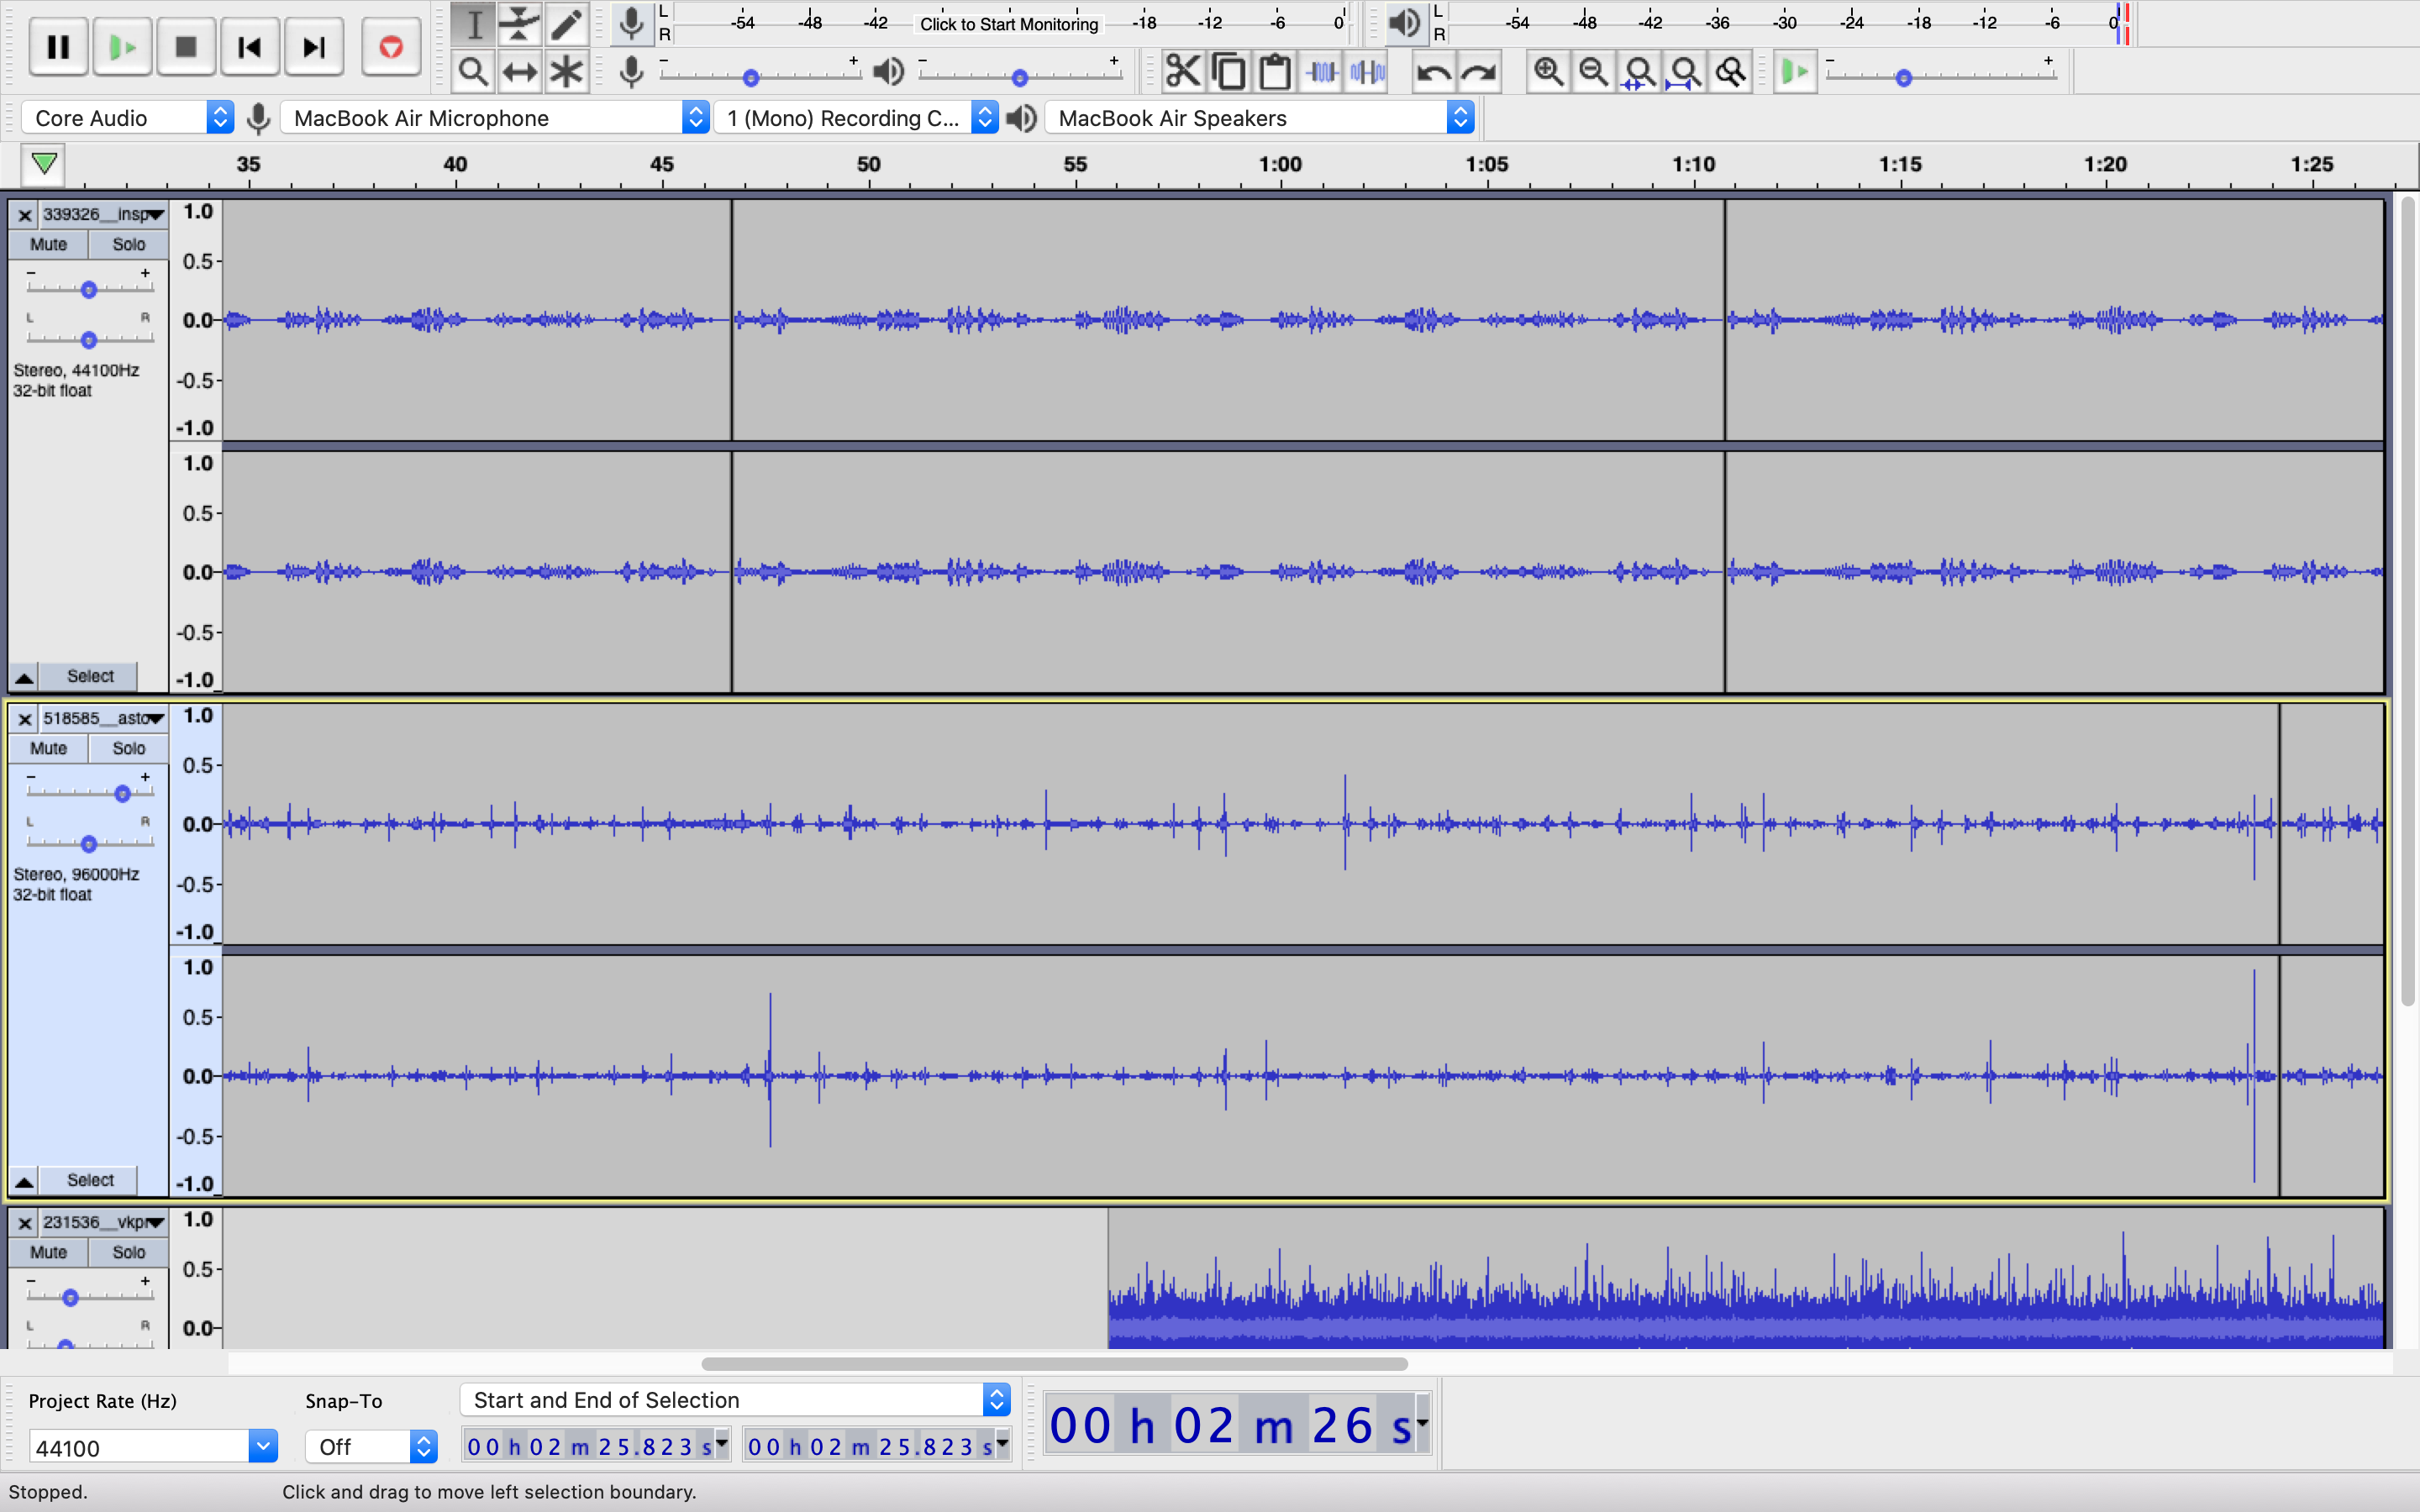 L -54 -48 -42 Click to Start Monitoring -18 -12 -6 0 L -54 -48 -42 -36 -30 -24 -18 -12 -6 0
R R
- + - + - +
Core Audio MacBook Air Microphone 1 (Mono) Recording C... MacBook Air Speakers
35 40 45 50 55 1:00 1:05 1:10 1:15 1:20 1:25
339326__insp 1.0
Mute Solo
- + 0.5
L R 0.0
Stereo, 44100Hz -0.5
32-bit float
-1.0
1.0
0.5
0.0
-0.5
Select -1.0
518585__asto 1.0
Mute Solo
- + 0.5
L R 0.0
Stereo, 96000Hz -0.5
32-bit float
-1.0
1.0
0.5
0.0
-0.5
Select -1.0
231536__vkpr 1.0
Mute Solo
- + 0.5
L R 0.0
Project Rate (Hz) Snap-To Start and End of Selection
44100 Off 00 h 02 m 25.823 s 00 h 02 m 25.823 s 00 h 02 m 26 s
Stopped. Click and drag to move left selection boundary.